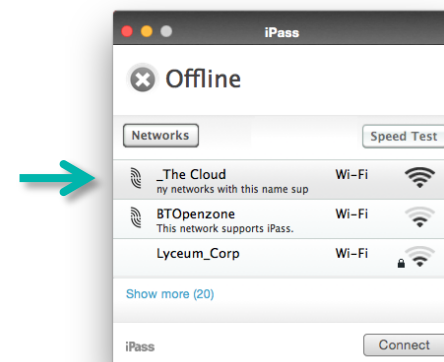 iPass
Offline
Networks Speed Test
_The Cloud Wi-Fi
ny networks with this name sup
BTOpenzone Wi-Fi
This network supports iPass.
Lyceum_Corp Wi-Fi
Show more (20)
iPass Connect